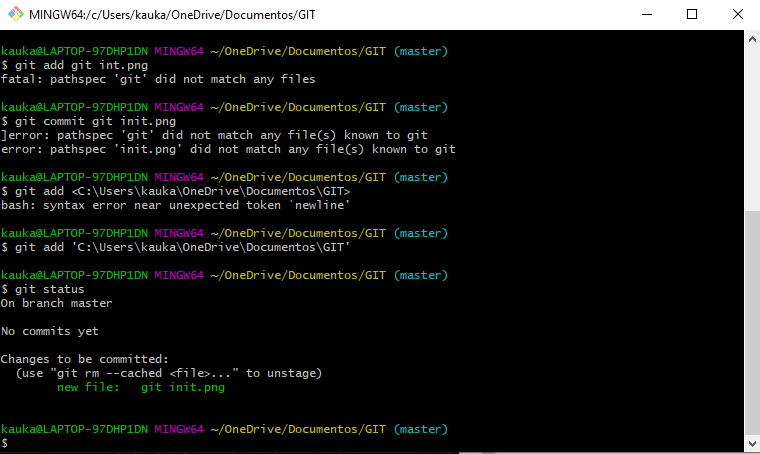 MINGW64:/c/Users/kauka/OneDrive/Documentos/GIT
kauka@LAPTOP-97DHP1DN MINGW64 ~/OneDrive/Documentos/GIT (master)
$ git add git int.png
fatal: pathspec 'git' did not match any files
kauka@LAPTOP-97DHP1DN MINGW64 ~/OneDrive/Documentos/GIT (master)
$ git commit git init.png
]error: pathspec 'git' did not match any file(s) known to git
error: pathspec 'init.png' did not match any file(s) known to git
kauka@LAPTOP-97DHP1DN MINGW64 ~/OneDrive/Documentos/GIT (master)
$ git add <C:\Users\kauka\OneDrive\Documentos\GIT>
bash: syntax error near unexpected token `newline'
kauka@LAPTOP-97DHP1DN MINGW64 ~/OneDrive/Documentos/GIT (master)
$ git add 'C:\Users\kauka\OneDrive\Documentos\GIT'
kauka@LAPTOP-97DHP1DN MINGW64 ~/OneDrive/Documentos/GIT (master)
$ git status
On branch master
No commits yet
Changes to be committed:
  (use "git rm --cached <file>..." to unstage)
        new file:   git init.png
kauka@LAPTOP-97DHP1DN MINGW64 ~/OneDrive/Documentos/GIT (master)
$